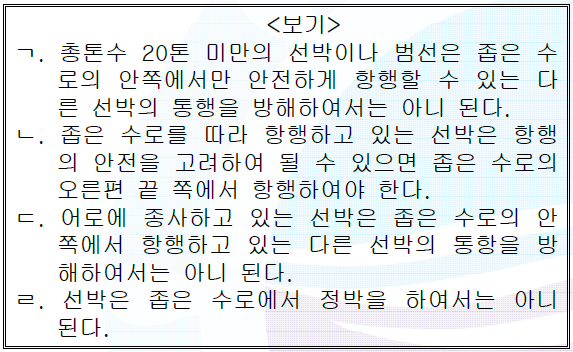 <보기>
ㄱ. 총톤수 20톤 미만의 선박이나 범선은 좁은 수
로의 안쪽에서만 안전하게 항행할 수 있는 다
른 선박의 통행을 방해하여서는 아니 된다.
ㄴ. 좁은 수로를 따라 항행하고 있는 선박은 항행
의 안전을 고려하여 될 수 있으면 좁은 수로의
오른편 끝 쪽에서 항행하여야 한다.
ㄷ. 어로에 종사하고 있는 선박은 좁은 수로의 안
쪽에서 항행하고 있는 다른 선박의 통항을 방
해하여서는 아니 된다.
ㄹ. 선박은 좁은 수로에서 정박을 하여서는 아니
된다.